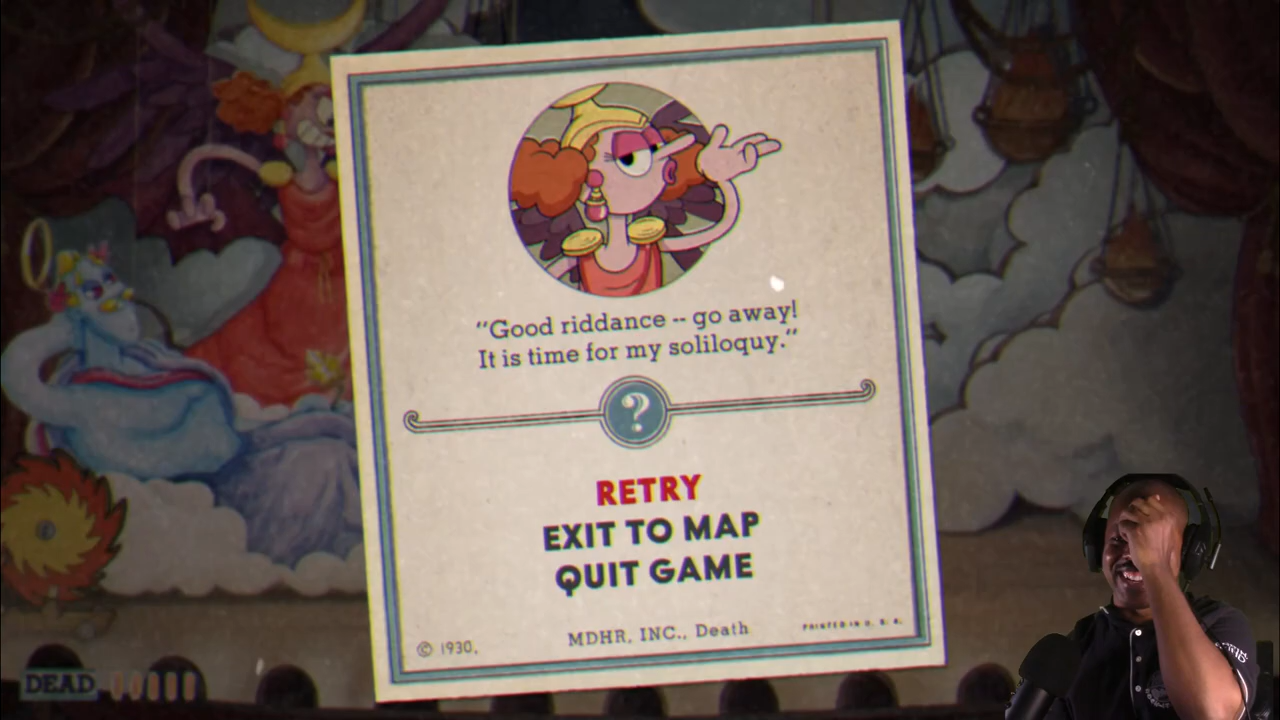 “Good riddance -- go away!
It is time for my soliloquy.”
?
RETRY
EXIT TO MAP
QUIT GAME
© 1930,
MDHR, INC., Death
PRINTED IN U. S. A.
DEAD